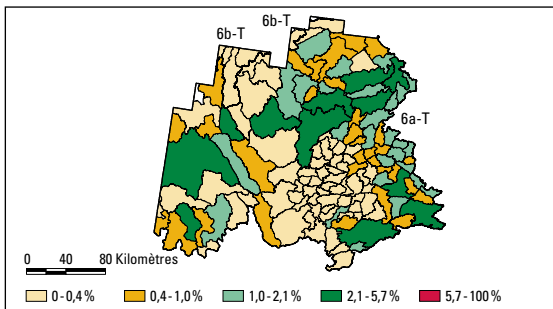 6b-T
6b-T
6a-T
0 40 80 Kilomètres
0 - 0,4 % 0,4 - 1,0 % 1,0 - 2,1 % 2,1 - 5,7 % 5,7 - 100 %